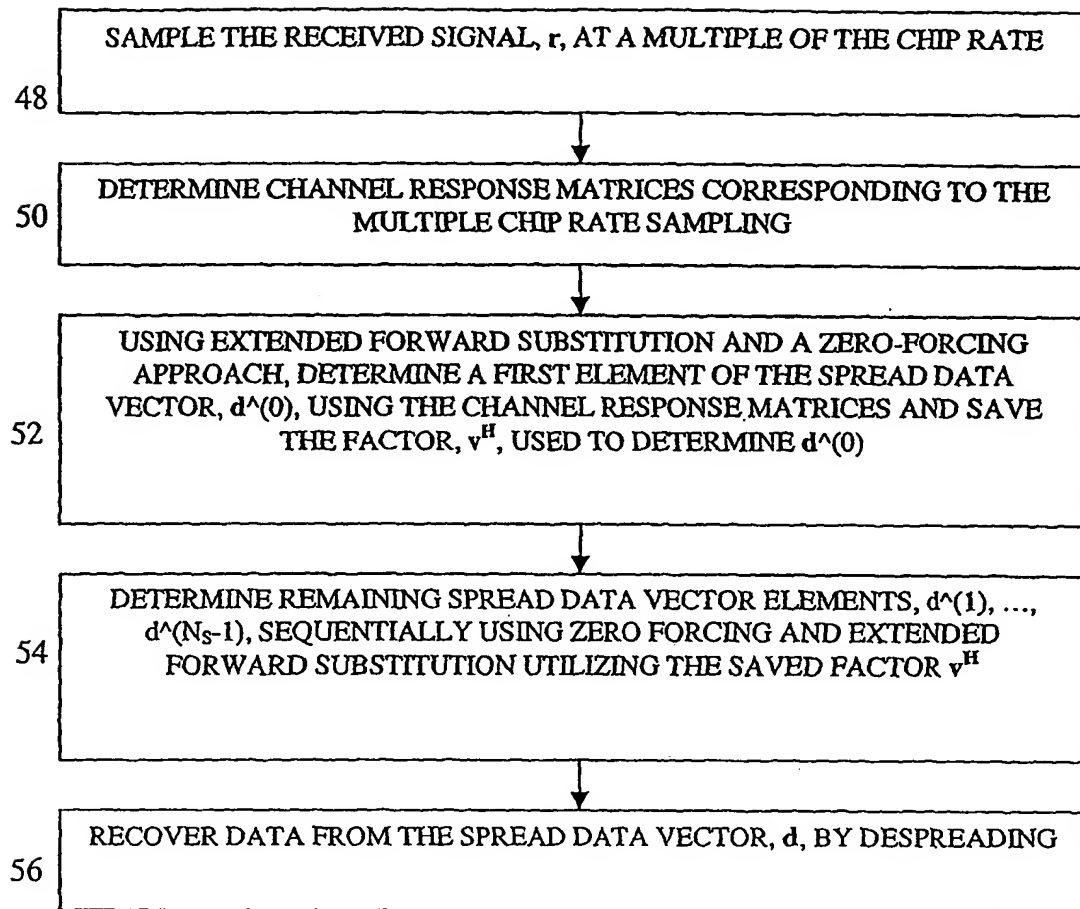 SAMPLE THE RECEIVED SIGNAL, r, AT A MULTIPLE OF THE CHIP RATE
48
DETERMINE CHANNEL RESPONSE MATRICES CORRESPONDING TO THE
MULTIPLE CHIP RATE SAMPLING
50
USING EXTENDED FORWARD SUBSTITUTION AND A ZERO-FORCING
APPROACH, DETERMINE A FIRST ELEMENT OF THE SPREAD DATA
VECTOR, d^(0), USING THE CHANNEL RESPONSE MATRICES AND SAVE
THE FACTOR, vᴴ, USED TO DETERMINE d^(0)
52
DETERMINE REMAINING SPREAD DATA VECTOR ELEMENTS, d^(1), ...,
d^(Nₛ-1), SEQUENTIALLY USING ZERO FORCING AND EXTENDED
FORWARD SUBSTITUTION UTILIZING THE SAVED FACTOR vᴴ
54
RECOVER DATA FROM THE SPREAD DATA VECTOR, d, BY DESPREADING
56